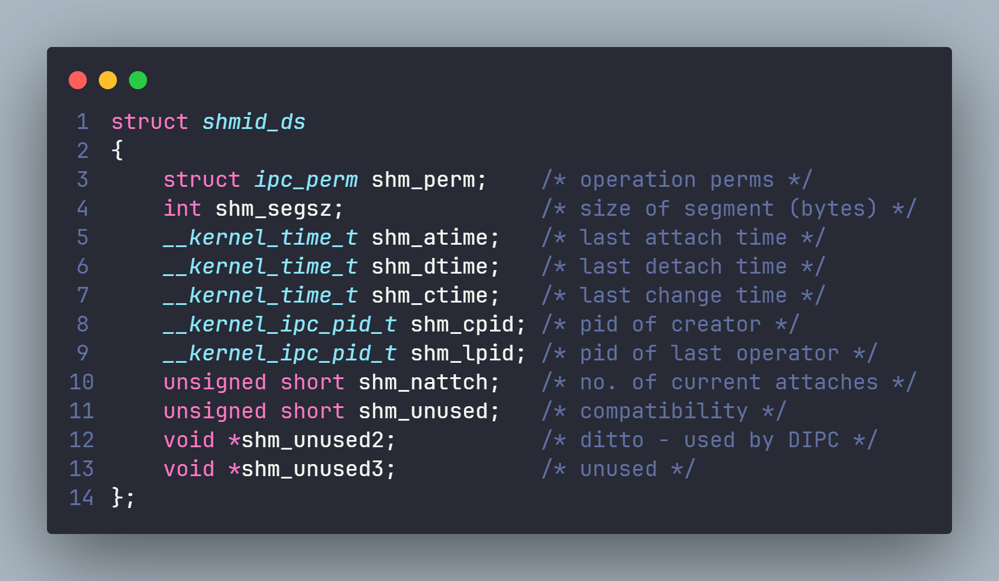 1 struct shmid_ds
2 {
3     struct ipc_perm shm_perm;    /* operation perms */
4     int shm_segsz;               /* size of segment (bytes) */
5     __kernel_time_t shm_atime;   /* last attach time */
6     __kernel_time_t shm_dtime;   /* last detach time */
7     __kernel_time_t shm_ctime;   /* last change time */
8     __kernel_ipc_pid_t shm_cpid; /* pid of creator */
9     __kernel_ipc_pid_t shm_lpid; /* pid of last operator */
10     unsigned short shm_nattch;   /* no. of current attaches */
11     unsigned short shm_unused;   /* compatibility */
12     void *shm_unused2;           /* ditto - used by DIPC */
13     void *shm_unused3;           /* unused */
14 };